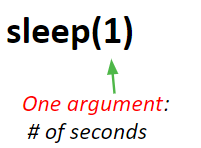 sleep(1)
One argument:
# of seconds